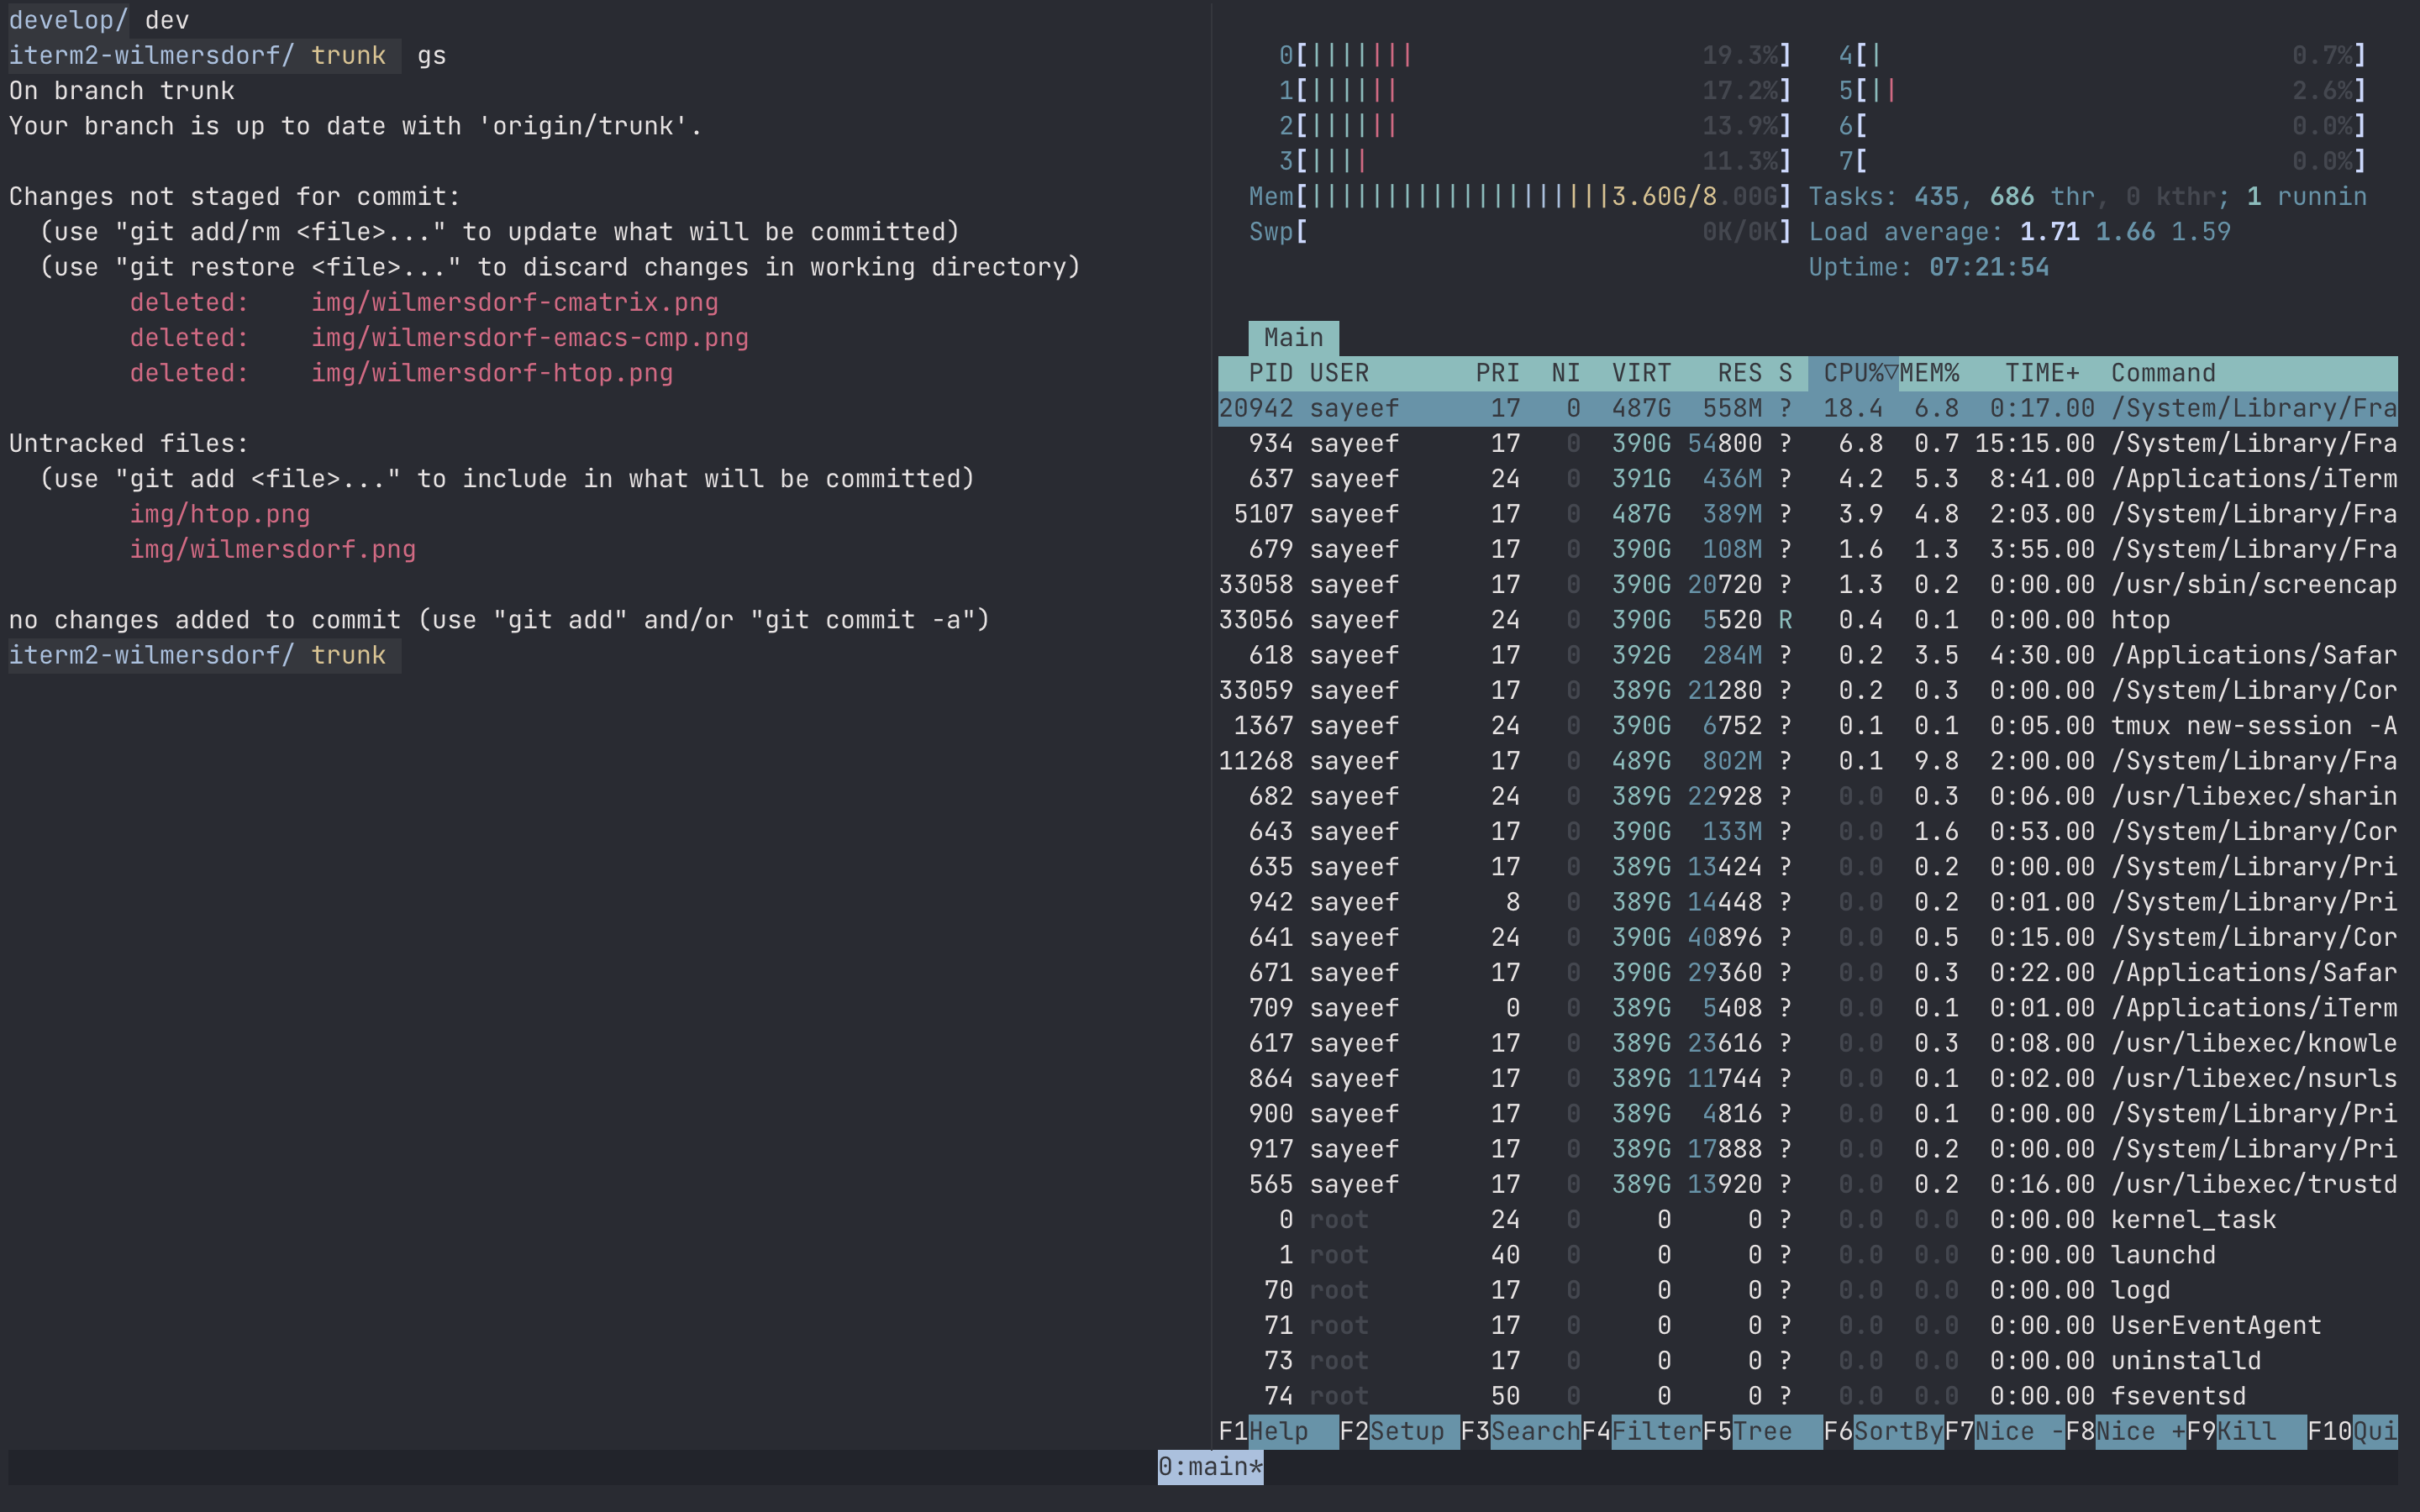 develop/ dev
iterm2-wilmersdorf/ trunk gs
On branch trunk
Your branch is up to date with 'origin/trunk'.
Changes not staged for commit:
(use "git add/rm <file>..." to update what will be committed)
(use "git restore <file>..." to discard changes in working directory)
deleted: img/wilmersdorf-cmatrix.png
deleted: img/wilmersdorf-emacs-cmp.png
deleted: img/wilmersdorf-htop.png
Untracked files:
(use "git add <file>..." to include in what will be committed)
img/htop.png
img/wilmersdorf.png
no changes added to commit (use "git add" and/or "git commit -a")
iterm2-wilmersdorf/ trunk
0[||||||| 19.3%] 4[| 0.7%]
1[|||||| 17.2%] 5[|| 2.6%]
2[|||||| 13.9%] 6[ 0.0%]
3[|||| 11.3%] 7[ 0.0%]
Mem[||||||||||||||||||||3.60G/8.00G] Tasks: 435, 686 thr, 0 kthr; 1 runnin
Swp[ 0K/0K] Load average: 1.71 1.66 1.59
Uptime: 07:21:54
Main
PID USER PRI NI VIRT RES S CPU%▽MEM% TIME+ Command
20942 sayeef 17 0 487G 558M ? 18.4 6.8 0:17.00 /System/Library/Fra
934 sayeef 17 0 390G 54800 ? 6.8 0.7 15:15.00 /System/Library/Fra
637 sayeef 24 0 391G 436M ? 4.2 5.3 8:41.00 /Applications/iTerm
5107 sayeef 17 0 487G 389M ? 3.9 4.8 2:03.00 /System/Library/Fra
679 sayeef 17 0 390G 108M ? 1.6 1.3 3:55.00 /System/Library/Fra
33058 sayeef 17 0 390G 20720 ? 1.3 0.2 0:00.00 /usr/sbin/screencap
33056 sayeef 24 0 390G 5520 R 0.4 0.1 0:00.00 htop
618 sayeef 17 0 392G 284M ? 0.2 3.5 4:30.00 /Applications/Safar
33059 sayeef 17 0 389G 21280 ? 0.2 0.3 0:00.00 /System/Library/Cor
1367 sayeef 24 0 390G 6752 ? 0.1 0.1 0:05.00 tmux new-session -A
11268 sayeef 17 0 489G 802M ? 0.1 9.8 2:00.00 /System/Library/Fra
682 sayeef 24 0 389G 22928 ? 0.0 0.3 0:06.00 /usr/libexec/sharin
643 sayeef 17 0 390G 133M ? 0.0 1.6 0:53.00 /System/Library/Cor
635 sayeef 17 0 389G 13424 ? 0.0 0.2 0:00.00 /System/Library/Pri
942 sayeef 8 0 389G 14448 ? 0.0 0.2 0:01.00 /System/Library/Pri
641 sayeef 24 0 390G 40896 ? 0.0 0.5 0:15.00 /System/Library/Cor
671 sayeef 17 0 390G 29360 ? 0.0 0.3 0:22.00 /Applications/Safar
709 sayeef 0 0 389G 5408 ? 0.0 0.1 0:01.00 /Applications/iTerm
617 sayeef 17 0 389G 23616 ? 0.0 0.3 0:08.00 /usr/libexec/knowle
864 sayeef 17 0 389G 11744 ? 0.0 0.1 0:02.00 /usr/libexec/nsurls
900 sayeef 17 0 389G 4816 ? 0.0 0.1 0:00.00 /System/Library/Pri
917 sayeef 17 0 389G 17888 ? 0.0 0.2 0:00.00 /System/Library/Pri
565 sayeef 17 0 389G 13920 ? 0.0 0.2 0:16.00 /usr/libexec/trustd
0 root 24 0 0 0 ? 0.0 0.0 0:00.00 kernel_task
1 root 40 0 0 0 ? 0.0 0.0 0:00.00 launchd
70 root 17 0 0 0 ? 0.0 0.0 0:00.00 logd
71 root 17 0 0 0 ? 0.0 0.0 0:00.00 UserEventAgent
73 root 17 0 0 0 ? 0.0 0.0 0:00.00 uninstalld
74 root 50 0 0 0 ? 0.0 0.0 0:00.00 fseventsd
F1Help F2Setup F3SearchF4FilterF5Tree F6SortByF7Nice -F8Nice +F9Kill F10Qui
0:main*